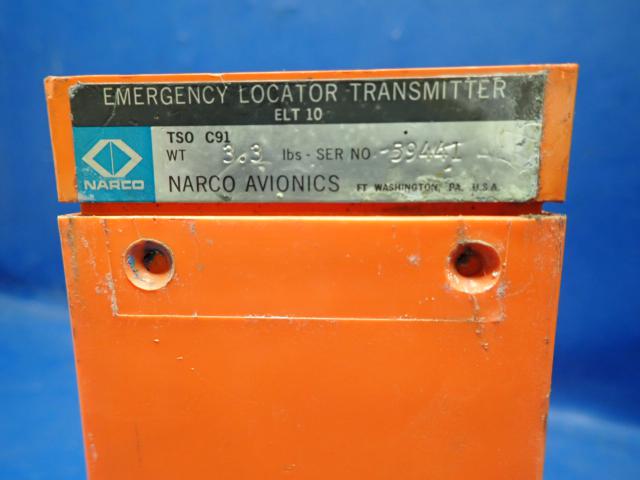 EMERGENCY LOCATOR TRANSMITTER
ELT 10
TSO C91
WT 3.3 lbs - SER NO 59441
NARCO
NARCO AVIONICS FT WASHINGTON, PA. U.S.A.